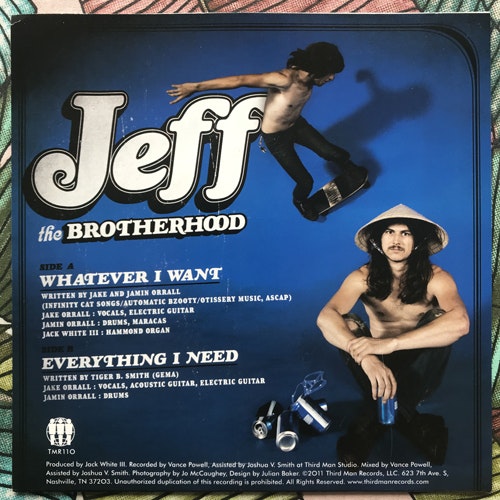 Jeff
the BROTHERHOOD
SIDE A
WHATEVER I WANT
WRITTEN BY JAKE AND JAMIN ORRALL
(INFINITY CAT SONGS/AUTOMATIC BZOOTY/OTISSERY MUSIC, ASCAP)
JAKE ORRALL : VOCALS, ELECTRIC GUITAR
JAMIN ORRALL : DRUMS, MARACAS
JACK WHITE III : HAMMOND ORGAN
SIDE B
EVERYTHING I NEED
WRITTEN BY TIGER B. SMITH (GEMA)
JAKE ORRALL : VOCALS, ACOUSTIC GUITAR, ELECTRIC GUITAR
JAMIN ORRALL : DRUMS
TMR110
Produced by Jack White III. Recorded by Vance Powell, Assisted by Joshua V. Smith at Third Man Studio. Mixed by Vance Powell,
Assisted by Joshua V. Smith. Photography by Jo McCaughey, Design by Julian Baker. ©2011 Third Man Records, LLC. 623 7th Ave. S,
Nashville, TN 37203. Unauthorized duplication of this recording is prohibited. All Rights Reserved. www.thirdmanrecords.com